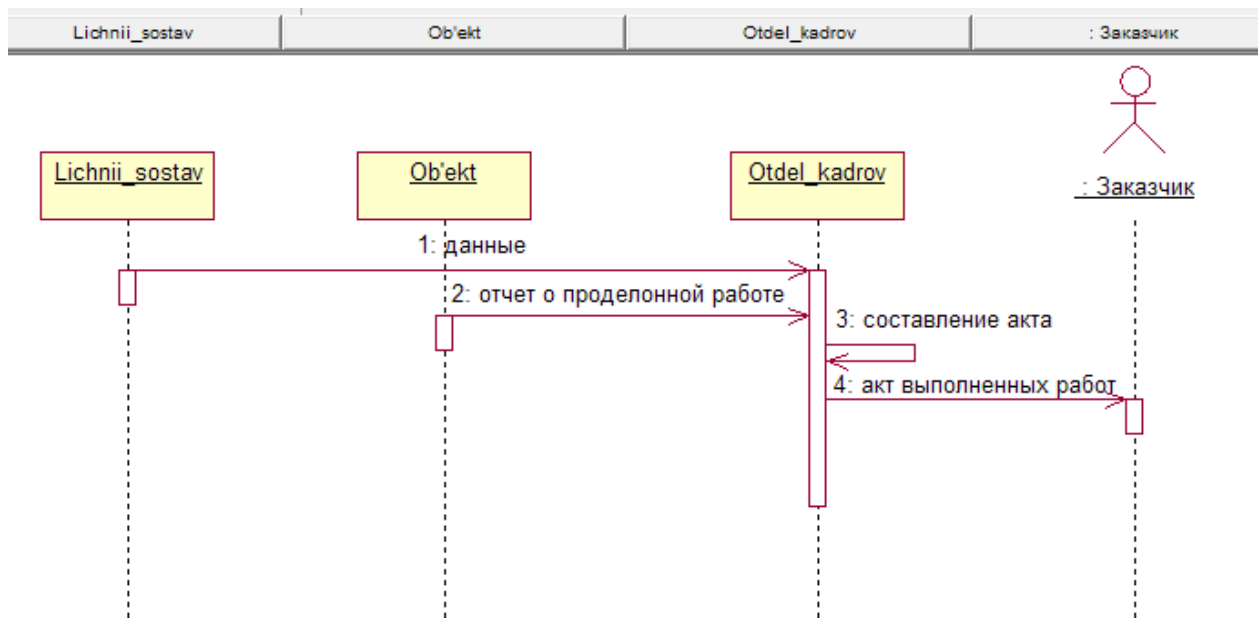 Lichnii_sostav
Ob'ekt
Otdel_kadrov
: Заказчик
Lichnii_sostav
Ob'ekt
Otdel_kadrov
: Заказчик
1: данные
2: отчет о проделонной работе
3: составление акта
4: акт выполненных работ